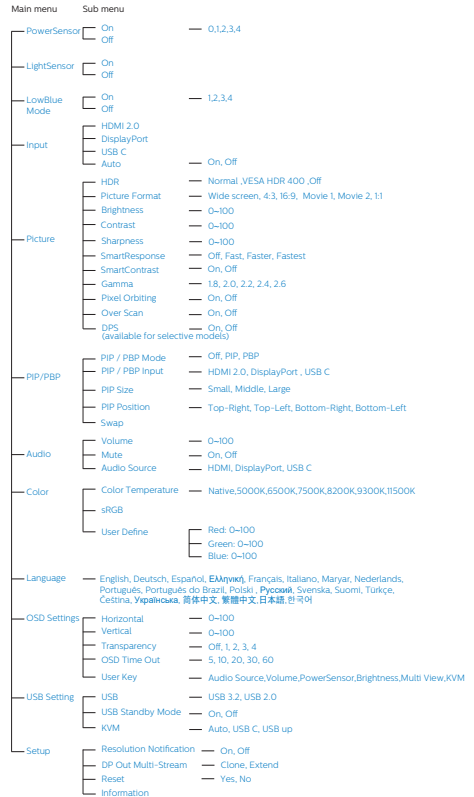 Main menu Sub menu
PowerSensor On 0,1,2,3,4
Off
LightSensor On
Off
LowBlue Mode On 1,2,3,4
Off
Input HDMI 2.0
DisplayPort
USB C
Auto On, Off
Picture HDR Normal ,VESA HDR 400 ,Off
Picture Format Wide screen, 4:3, 16:9, Movie 1, Movie 2, 1:1
Brightness 0–100
Contrast 0–100
Sharpness 0–100
SmartResponse Off, Fast, Faster, Fastest
SmartContrast On, Off
Gamma 1.8, 2.0, 2.2, 2.4, 2.6
Pixel Orbiting On, Off
Over Scan On, Off
DPS On, Off
(available for selective models)
PIP/PBP PIP / PBP Mode Off, PIP, PBP
PIP / PBP Input HDMI 2.0, DisplayPort , USB C
PIP Size Small, Middle, Large
PIP Position Top-Right, Top-Left, Bottom-Right, Bottom-Left
Swap
Audio Volume 0–100
Mute On, Off
Audio Source HDMI, DisplayPort, USB C
Color Color Temperature Native,5000K,6500K,7500K,8200K,9300K,11500K
sRGB
User Define Red: 0–100
Green: 0–100
Blue: 0–100
Language English, Deutsch, Español, Ελληνική, Français, Italiano, Maryar, Nederlands,
Português, Português do Brazil, Polski , Русский, Svenska, Suomi, Türkçe,
Čeština, Українська, 简体中文, 繁體中文,日本語,한국어
OSD Settings Horizontal 0–100
Vertical 0–100
Transparency Off, 1, 2, 3, 4
OSD Time Out 5, 10, 20, 30, 60
User Key Audio Source,Volume,PowerSensor,Brightness,Multi View,KVM
USB Setting USB USB 3.2, USB 2.0
USB Standby Mode On, Off
KVM Auto, USB C, USB up
Setup Resolution Notification On, Off
DP Out Multi-Stream Clone, Extend
Reset Yes, No
Information